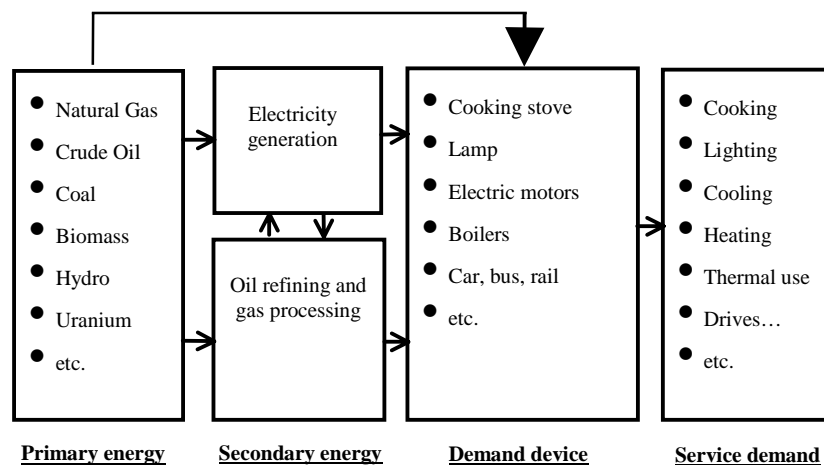 Natural Gas
Crude Oil
Coal
Biomass
Hydro
Uranium
etc.
Primary energy
Electricity
generation
Oil refining and
gas processing
Secondary energy
Cooking stove
Lamp
Electric motors
Boilers
Car, bus, rail
etc.
Demand device
Cooking
Lighting
Cooling
Heating
Thermal use
Drives…
etc.
Service demand